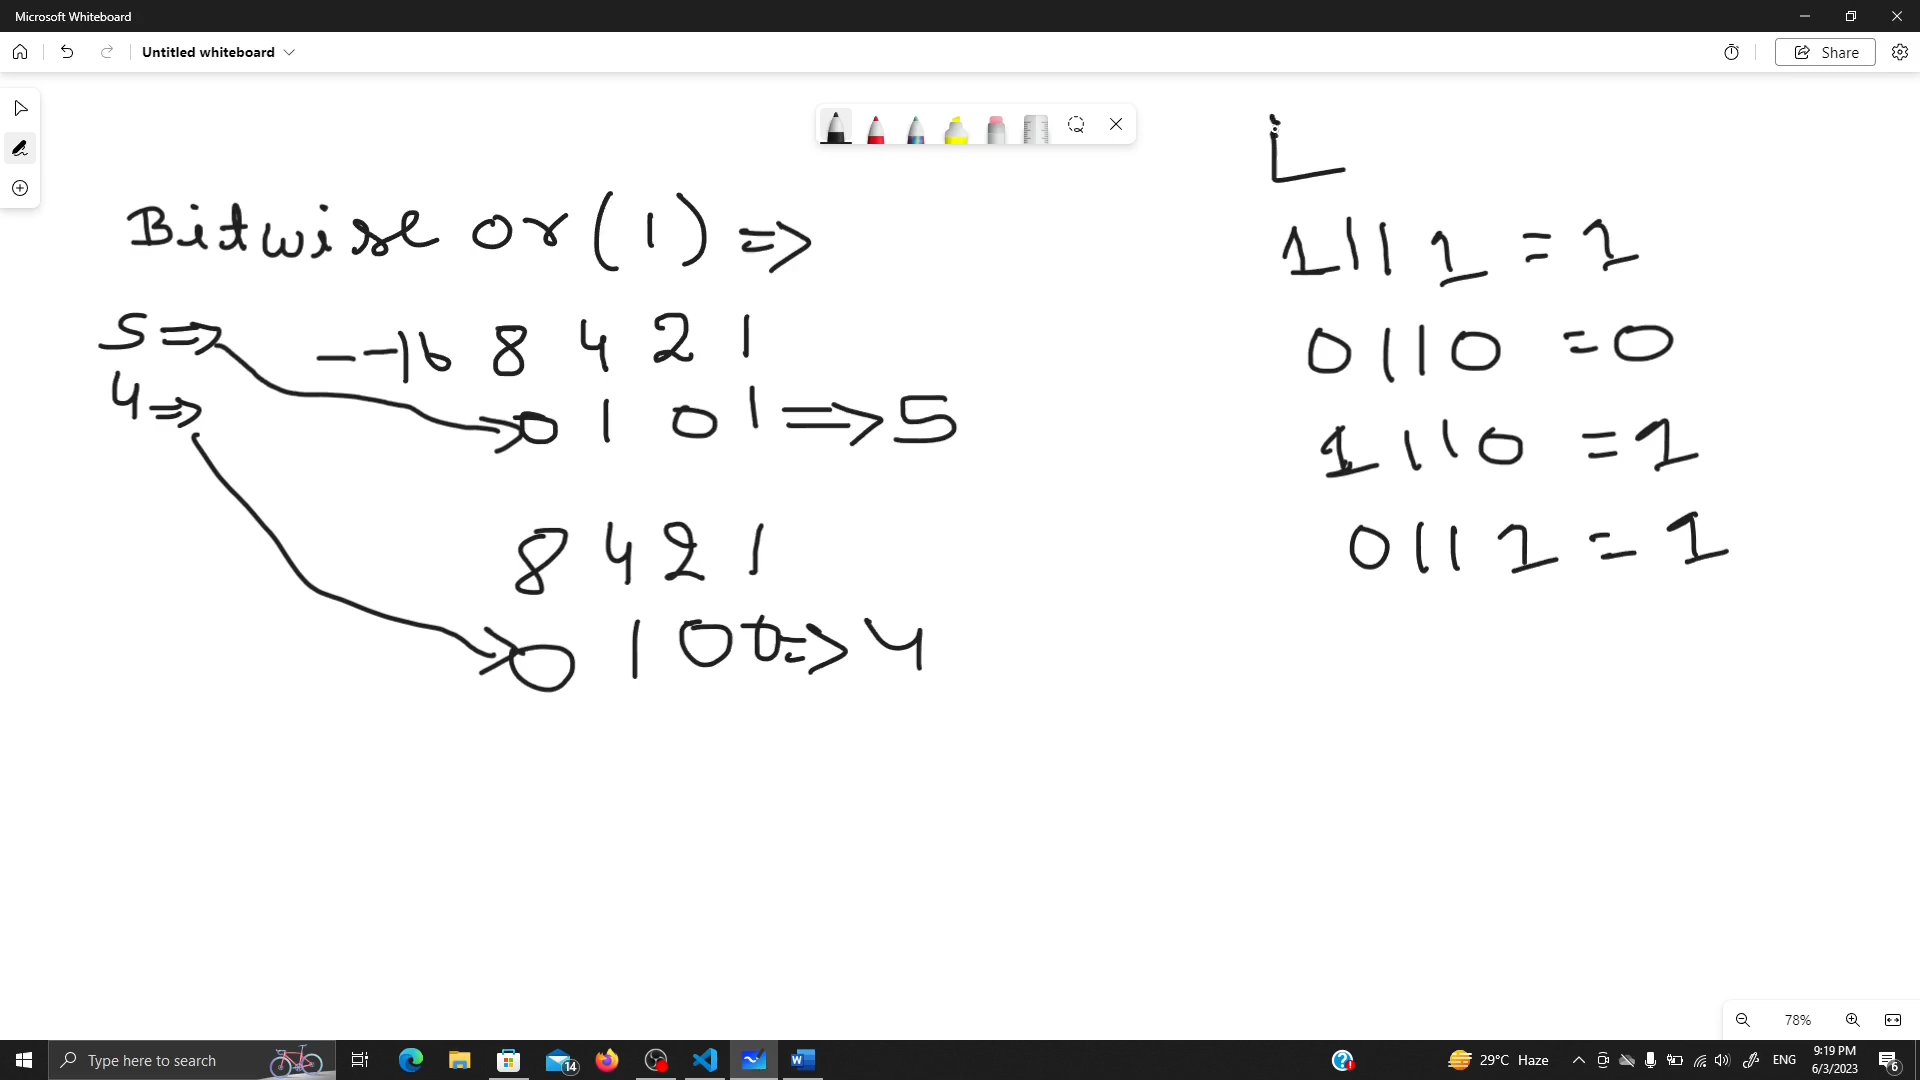 Microsoft Whiteboard
Untitled whiteboard
Share
Bitwise or ( | ) =>
5 => --16 8 4 2 1
4 => 0 1 0 1 => 5
8 4 2 1
0 1 0 0 => 4
1 || 1 = 1
0 || 0 = 0
1 || 0 = 1
0 || 1 = 1
78%
Type here to search
14
29°C Haze
ENG
9:19 PM
6/3/2023
6